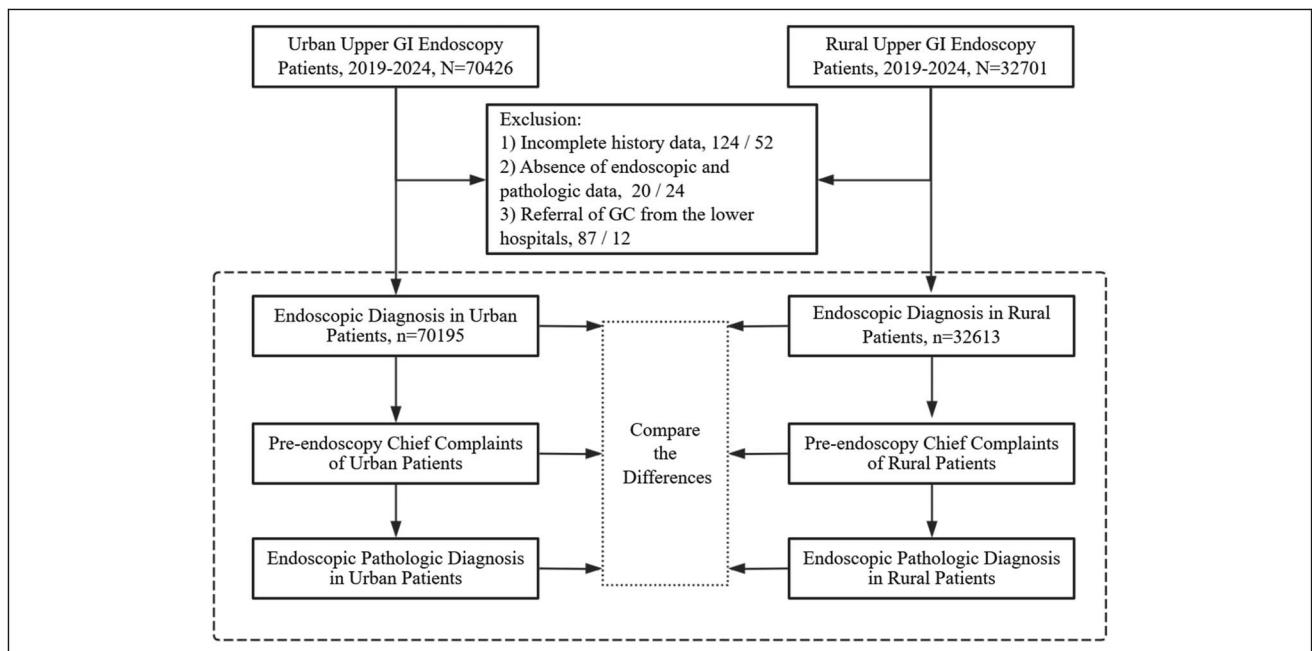 Urban Upper GI Endoscopy
Patients, 2019-2024, N=70426
Rural Upper GI Endoscopy
Patients, 2019-2024, N=32701
Exclusion:
1) Incomplete history data, 124 / 52
2) Absence of endoscopic and
pathologic data, 20 / 24
3) Referral of GC from the lower
hospitals, 87 / 12
Endoscopic Diagnosis in Urban
Patients, n=70195
Endoscopic Diagnosis in Rural
Patients, n=32613
Pre-endoscopy Chief Complaints
of Urban Patients
Compare
the
Differences
Pre-endoscopy Chief Complaints
of Rural Patients
Endoscopic Pathologic Diagnosis
in Urban Patients
Endoscopic Pathologic Diagnosis
in Rural Patients